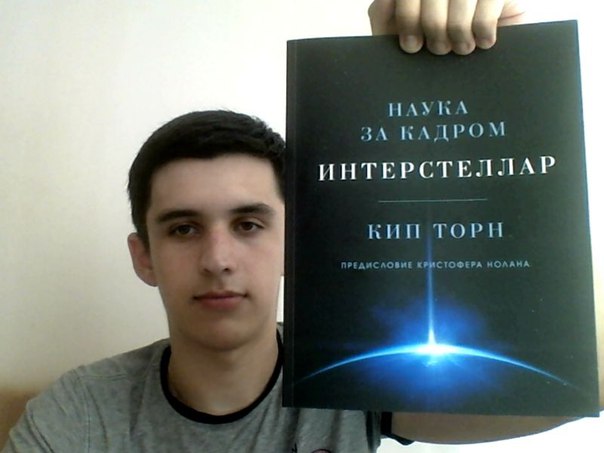 НАУКА
ЗА КАДРОМ
ИНТЕРСТЕЛЛАР
КИП ТОРН
ПРЕДИСЛОВИЕ КРИСТОФЕРА НОЛАНА